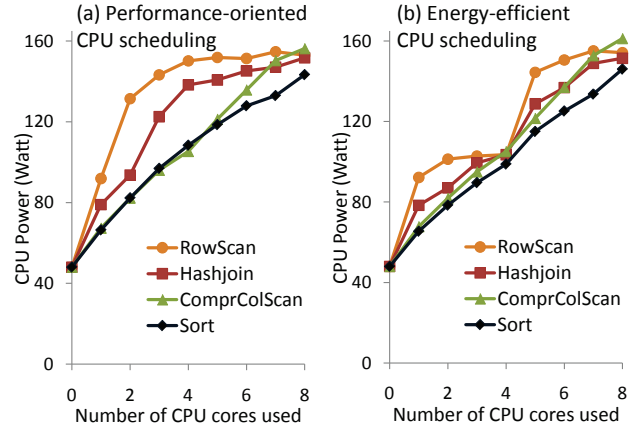 (a) Performance-oriented
CPU scheduling
160
120
80
40
0
CPU Power (Watt)
RowScan
Hashjoin
ComprColScan
Sort
0 2 4 6 8
Number of CPU cores used
(b) Energy-efficient
CPU scheduling
160
120
80
40
0
CPU Power (Watt)
RowScan
Hashjoin
ComprColScan
Sort
0 2 4 6 8
Number of CPU cores used